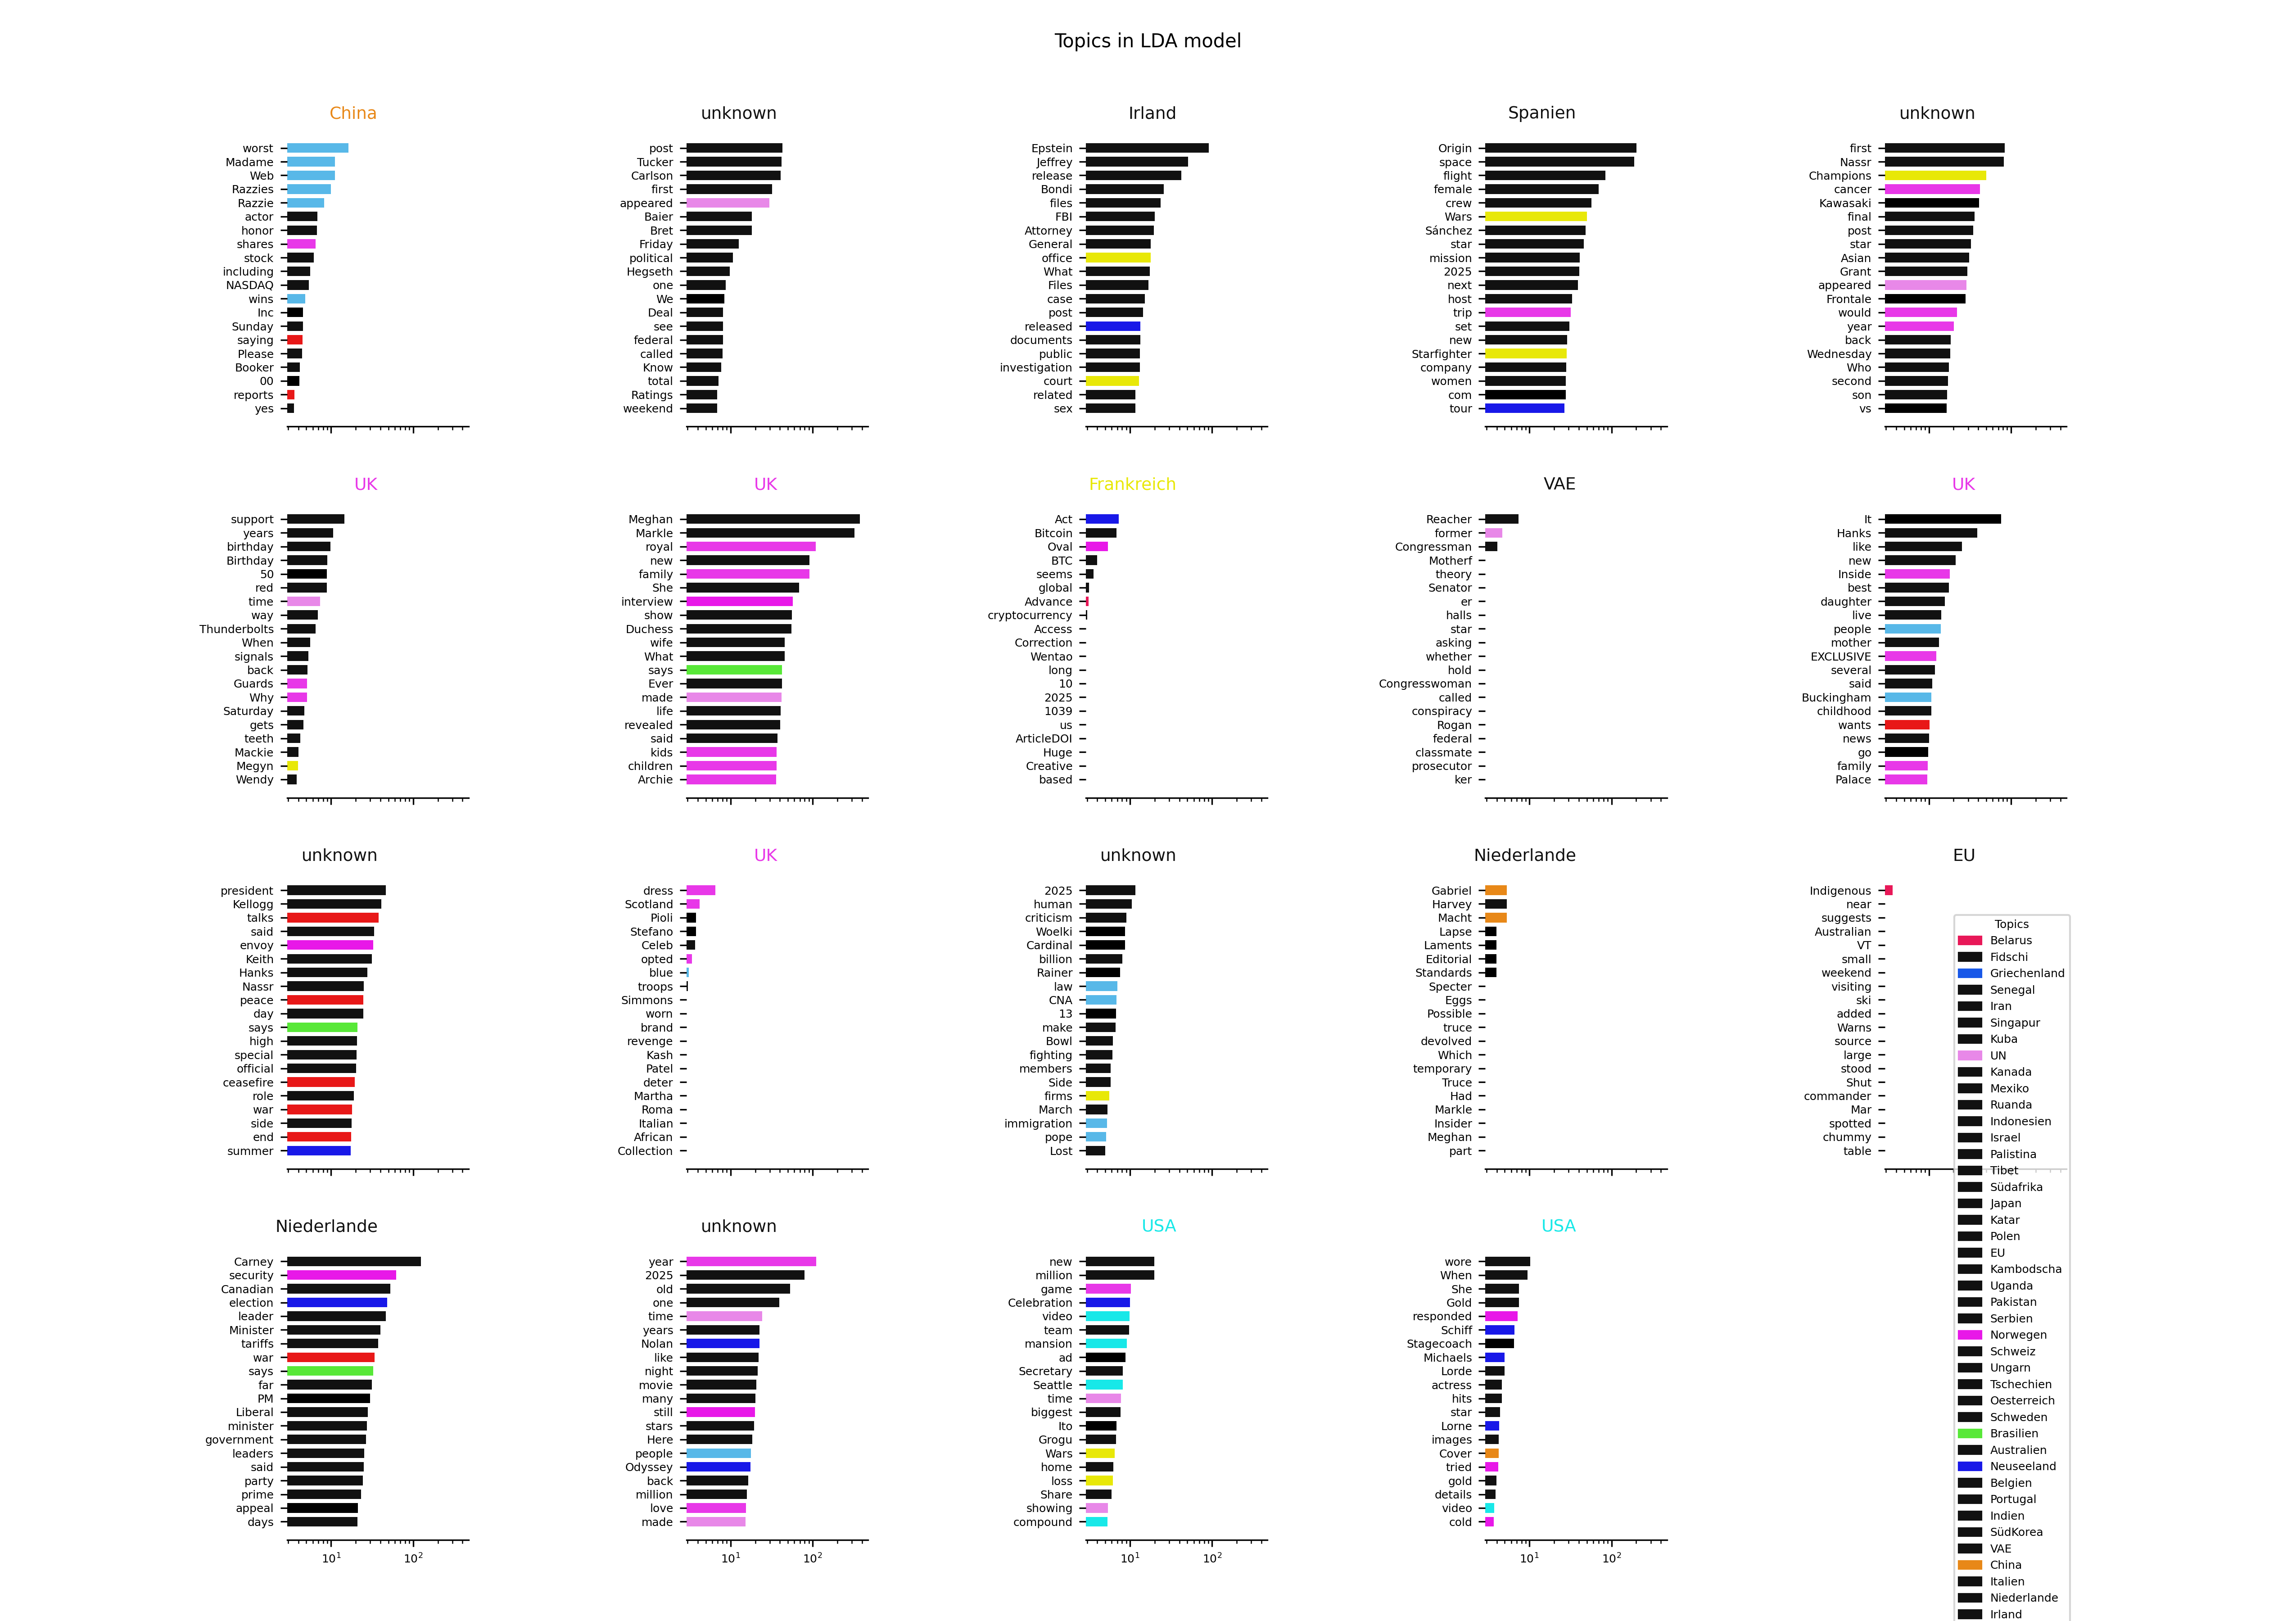 Topics in LDA model
China
worst
Madame
Web
Razzies
Razzie
actor
honor
shares
stock
including
NASDAQ
wins
Inc
Sunday
saying
Please
Booker
00
reports
yes
unknown
post
Tucker
Carlson
first
appeared
Baier
Bret
Friday
political
Hegseth
one
We
Deal
see
federal
called
Know
total
Ratings
weekend
Irland
Epstein
Jeffrey
release
Bondi
files
FBI
Attorney
General
office
What
Files
case
post
released
documents
public
investigation
court
related
sex
Spanien
Origin
space
flight
female
crew
Wars
Sánchez
star
mission
2025
next
host
trip
set
new
Starfighter
company
women
com
tour
unknown
first
Nassr
Champions
cancer
Kawasaki
final
post
star
Asian
Grant
appeared
Frontale
would
year
back
Wednesday
Who
second
son
vs
UK
support
years
birthday
Birthday
50
red
time
way
Thunderbolts
When
signals
back
Guards
Why
Saturday
gets
teeth
Mackie
Megyn
Wendy
UK
Meghan
Markle
royal
new
family
She
interview
show
Duchess
wife
What
says
Ever
made
life
revealed
said
kids
children
Archie
Frankreich
Act
Bitcoin
Oval
BTC
seems
global
Advance
cryptocurrency
Access
Correction
Wentao
long
10
2025
1039
us
ArticleDOI
Huge
Creative
based
VAE
Reacher
former
Congressman
Motherf
theory
Senator
er
halls
star
asking
whether
hold
Congresswoman
called
conspiracy
Rogan
federal
classmate
prosecutor
ker
UK
It
Hanks
like
new
Inside
best
daughter
live
people
mother
EXCLUSIVE
several
said
Buckingham
childhood
wants
news
go
family
Palace
unknown
president
Kellogg
talks
said
envoy
Keith
Hanks
Nassr
peace
day
says
high
special
official
ceasefire
role
war
side
end
summer
UK
dress
Scotland
Pioli
Stefano
Celeb
opted
blue
troops
Simmons
worn
brand
revenge
Kash
Patel
deter
Martha
Roma
Italian
African
Collection
unknown
2025
human
criticism
Woelki
Cardinal
billion
Rainer
law
CNA
13
make
Bowl
fighting
members
Side
firms
March
immigration
pope
Lost
Niederlande
Gabriel
Harvey
Macht
Lapse
Laments
Editorial
Standards
Specter
Eggs
Possible
truce
devolved
Which
temporary
Truce
Had
Markle
Insider
Meghan
part
EU
Indigenous
near
suggests
Australian
VT
small
weekend
visiting
ski
added
Warns
source
large
stood
Shut
commander
Mar
spotted
chummy
table
Niederlande
Carney
security
Canadian
election
leader
Minister
tariffs
war
says
far
PM
Liberal
minister
government
leaders
said
party
prime
appeal
days
10¹ 10²
unknown
year
2025
old
one
time
years
Nolan
like
night
movie
many
still
stars
Here
people
Odyssey
back
million
love
made
10¹ 10²
USA
new
million
game
Celebration
video
team
mansion
ad
Secretary
Seattle
time
biggest
Ito
Grogu
Wars
home
loss
Share
showing
compound
10¹ 10²
USA
wore
When
She
Gold
responded
Schiff
Stagecoach
Michaels
Lorde
actress
hits
star
Lorne
images
Cover
tried
gold
details
video
cold
10¹ 10²
Topics
Belarus
Fidschi
Griechenland
Senegal
Iran
Singapur
Kuba
UN
Kanada
Mexiko
Ruanda
Indonesien
Israel
Palistina
Tibet
Südafrika
Japan
Katar
Polen
EU
Kambodscha
Uganda
Pakistan
Serbien
Norwegen
Schweiz
Ungarn
Tschechien
Oesterreich
Schweden
Brasilien
Australien
Neuseeland
Belgien
Portugal
Indien
SüdKorea
VAE
China
Italien
Niederlande
Irland